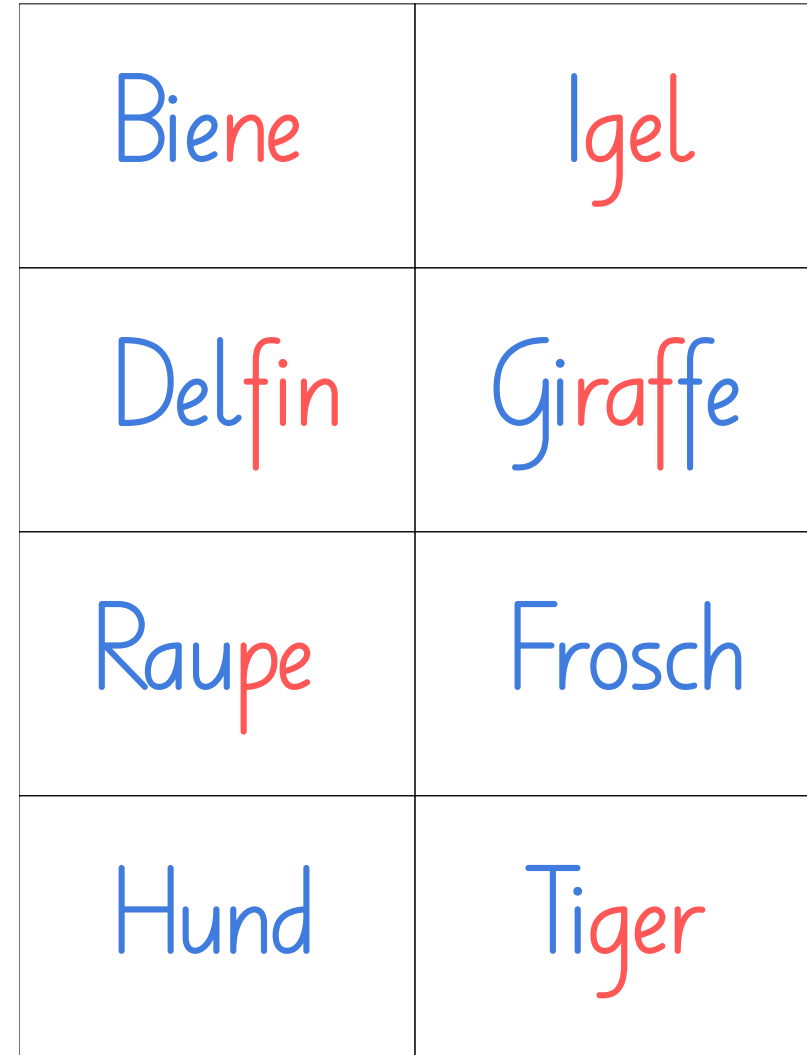 Biene
Igel
Delfin
Giraffe
Raupe
Frosch
Hund
Tiger